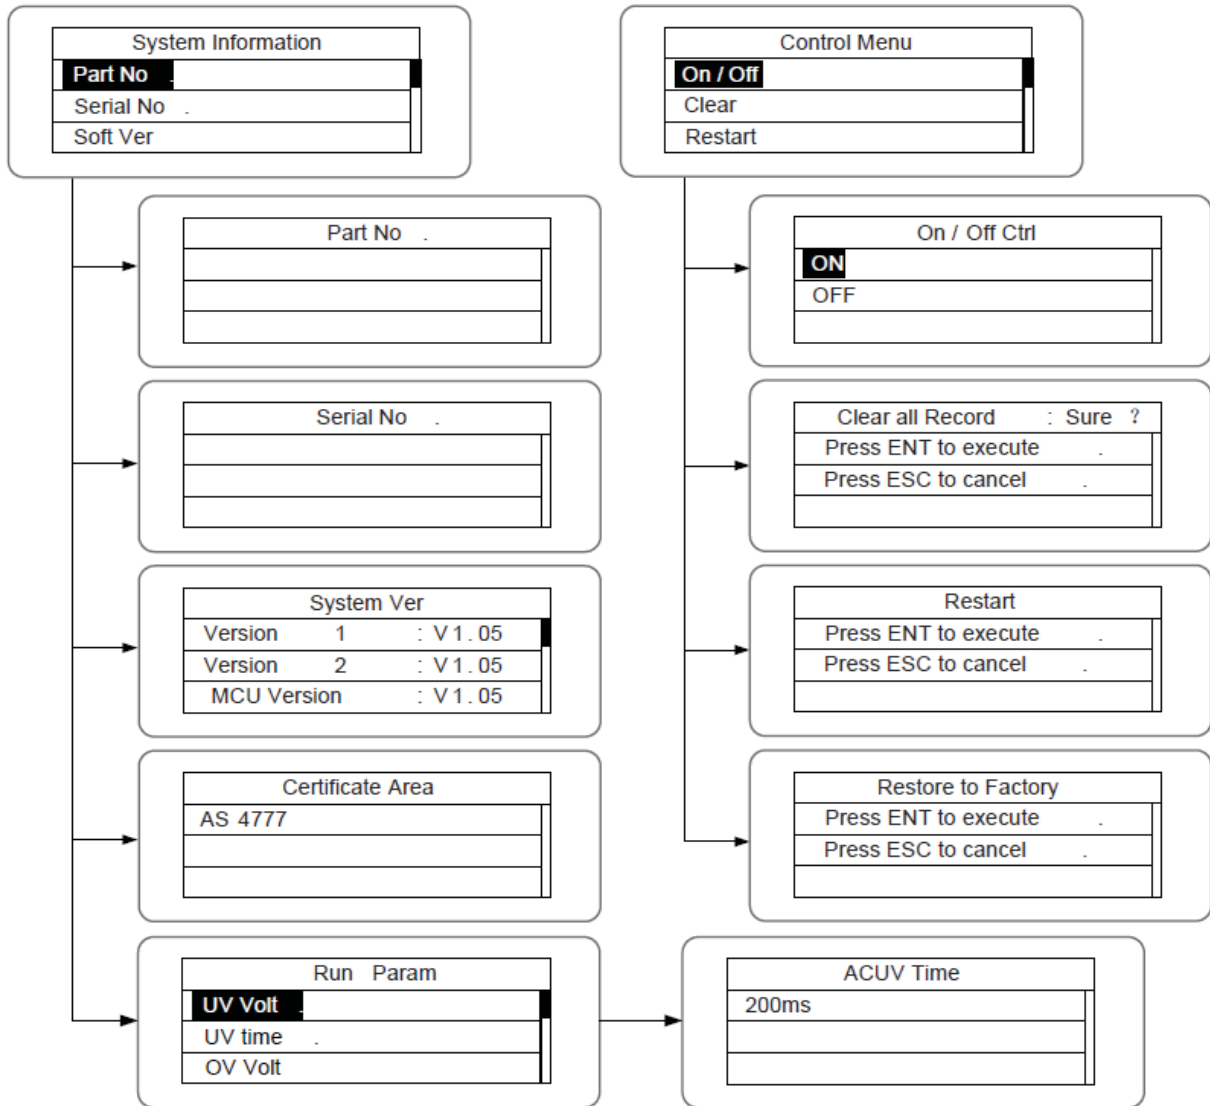 System Information
Part No .
Serial No .
Soft Ver
Part No .
Serial No .
System Ver
Version 1 : V1.05
Version 2 : V1.05
MCU Version : V1.05
Certificate Area
AS 4777
Run Param
UV Volt .
UV time .
OV Volt
ACUV Time
200ms
Control Menu
On / Off
Clear
Restart
On / Off Ctrl
ON
OFF
Clear all Record : Sure ?
Press ENT to execute .
Press ESC to cancel .
Restart
Press ENT to execute .
Press ESC to cancel .
Restore to Factory
Press ENT to execute .
Press ESC to cancel .